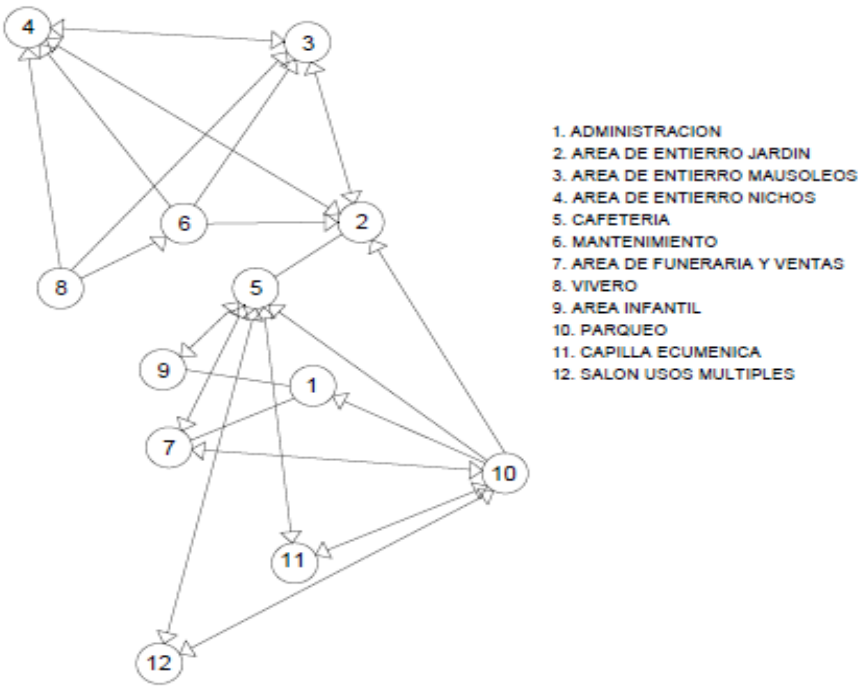 4
3
6
2
8
5
9
1
7
10
11
12
1. ADMINISTRACION
2. AREA DE ENTIERRO JARDIN
3. AREA DE ENTIERRO MAUSOLEOS
4. AREA DE ENTIERRO NICHOS
5. CAFETERIA
6. MANTENIMIENTO
7. AREA DE FUNERARIA Y VENTAS
8. VIVERO
9. AREA INFANTIL
10. PARQUEO
11. CAPILLA ECUMENICA
12. SALON USOS MULTIPLES